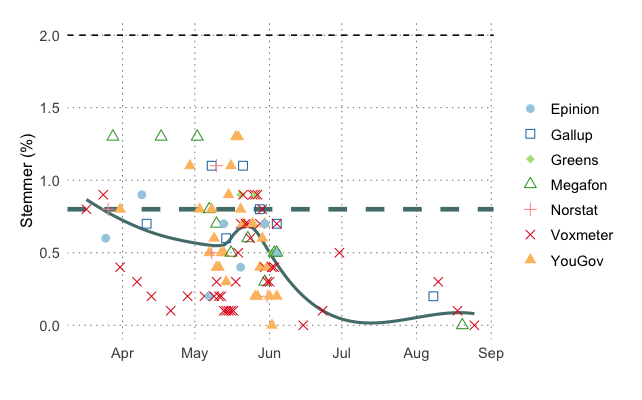 2.0
1.5
1.0
0.5
0.0
Stemmer (%)
Apr May Jun Jul Aug Sep
Epinion
Gallup
Greens
Megafon
Norstat
Voxmeter
YouGov